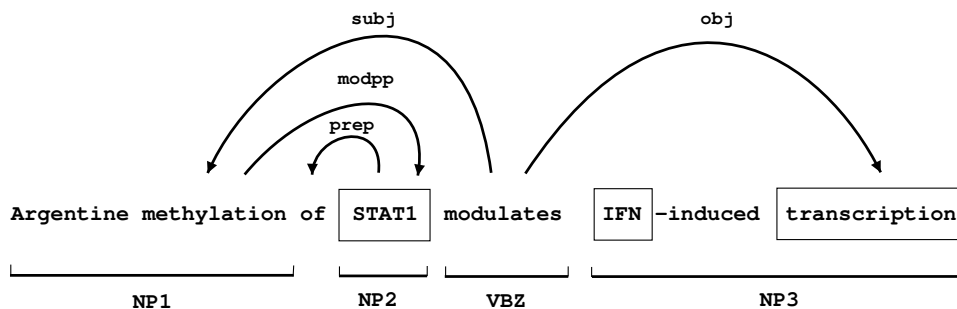 subj
obj
modpp
prep
Argentine methylation of STAT1 modulates IFN –induced transcription
NP1 NP2 VBZ NP3